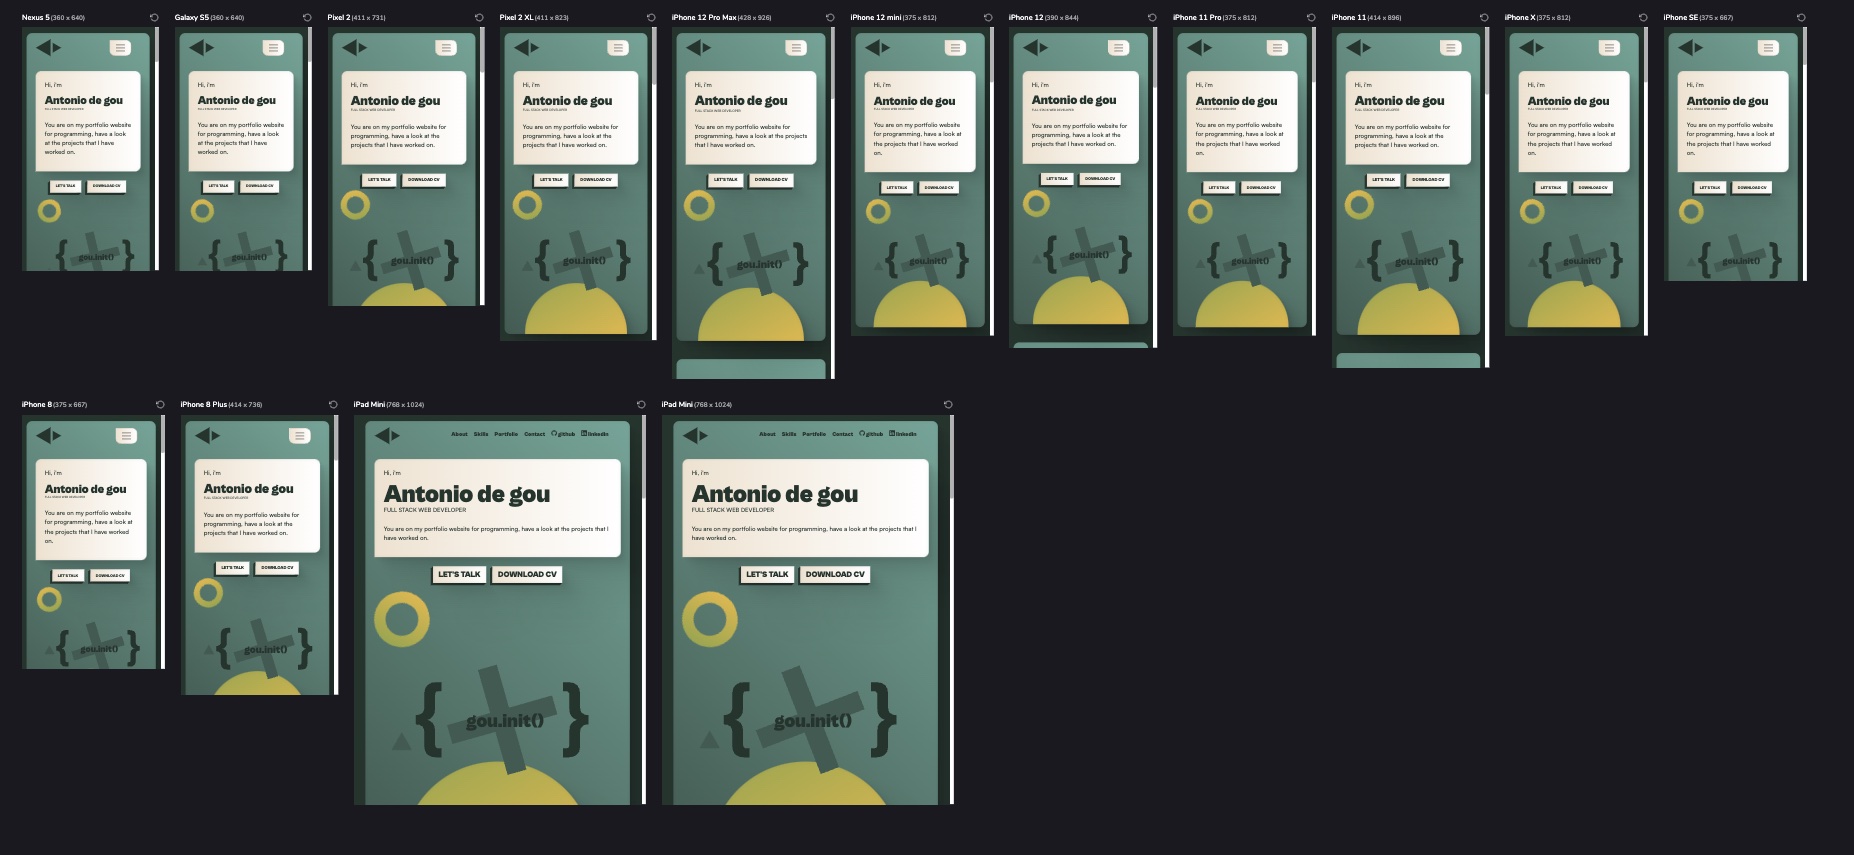 Nexus 5 (360 x 640)
Hi, i'm
Antonio de gou
FULL STACK WEB DEVELOPER
You are on my portfolio website
for programming, have a look
at the projects that I have
worked on.
LET'S TALK DOWNLOAD CV
{ gou.init() }
Galaxy S5 (360 x 640)
Hi, i'm
Antonio de gou
FULL STACK WEB DEVELOPER
You are on my portfolio website
for programming, have a look
at the projects that I have
worked on.
LET'S TALK DOWNLOAD CV
{ gou.init() }
Pixel 2 (411 x 731)
Hi, i'm
Antonio de gou
FULL STACK WEB DEVELOPER
You are on my portfolio website for
programming, have a look at the
projects that I have worked on.
LET'S TALK DOWNLOAD CV
{ gou.init() }
Pixel 2 XL (411 x 823)
Hi, i'm
Antonio de gou
FULL STACK WEB DEVELOPER
You are on my portfolio website for
programming, have a look at the
projects that I have worked on.
LET'S TALK DOWNLOAD CV
{ gou.init() }
iPhone 12 Pro Max (428 x 926)
Hi, i'm
Antonio de gou
FULL STACK WEB DEVELOPER
You are on my portfolio website for
programming, have a look at the projects
that I have worked on.
LET'S TALK DOWNLOAD CV
{ gou.init() }
iPhone 12 mini (375 x 812)
Hi, i'm
Antonio de gou
FULL STACK WEB DEVELOPER
You are on my portfolio website
for programming, have a look at
the projects that I have worked
on.
LET'S TALK DOWNLOAD CV
{ gou.init() }
iPhone 12 (390 x 844)
Hi, i'm
Antonio de gou
FULL STACK WEB DEVELOPER
You are on my portfolio website for
programming, have a look at the
projects that I have worked on.
LET'S TALK DOWNLOAD CV
{ gou.init() }
iPhone 11 Pro (375 x 812)
Hi, i'm
Antonio de gou
FULL STACK WEB DEVELOPER
You are on my portfolio website
for programming, have a look at
the projects that I have worked
on.
LET'S TALK DOWNLOAD CV
{ gou.init() }
iPhone 11 (414 x 896)
Hi, i'm
Antonio de gou
FULL STACK WEB DEVELOPER
You are on my portfolio website for
programming, have a look at the
projects that I have worked on.
LET'S TALK DOWNLOAD CV
{ gou.init() }
iPhone X (375 x 812)
Hi, i'm
Antonio de gou
FULL STACK WEB DEVELOPER
You are on my portfolio website
for programming, have a look at
the projects that I have worked
on.
LET'S TALK DOWNLOAD CV
{ gou.init() }
iPhone SE (375 x 667)
Hi, i'm
Antonio de gou
FULL STACK WEB DEVELOPER
You are on my portfolio website
for programming, have a look at
the projects that I have worked
on.
LET'S TALK DOWNLOAD CV
{ gou.init() }
iPhone 8 (375 x 667)
Hi, i'm
Antonio de gou
FULL STACK WEB DEVELOPER
You are on my portfolio website
for programming, have a look at
the projects that I have worked
on.
LET'S TALK DOWNLOAD CV
{ gou.init() }
iPhone 8 Plus (414 x 736)
Hi, i'm
Antonio de gou
FULL STACK WEB DEVELOPER
You are on my portfolio website for
programming, have a look at the
projects that I have worked on.
LET'S TALK DOWNLOAD CV
{ gou.init() }
iPad Mini (768 x 1024)
About Skills Portfolio Contact github linkedin
Hi, i'm
Antonio de gou
FULL STACK WEB DEVELOPER
You are on my portfolio website for programming, have a look at the projects that I
have worked on.
LET'S TALK DOWNLOAD CV
{ gou.init() }
iPad Mini (768 x 1024)
About Skills Portfolio Contact github linkedin
Hi, i'm
Antonio de gou
FULL STACK WEB DEVELOPER
You are on my portfolio website for programming, have a look at the projects that I
have worked on.
LET'S TALK DOWNLOAD CV
{ gou.init() }